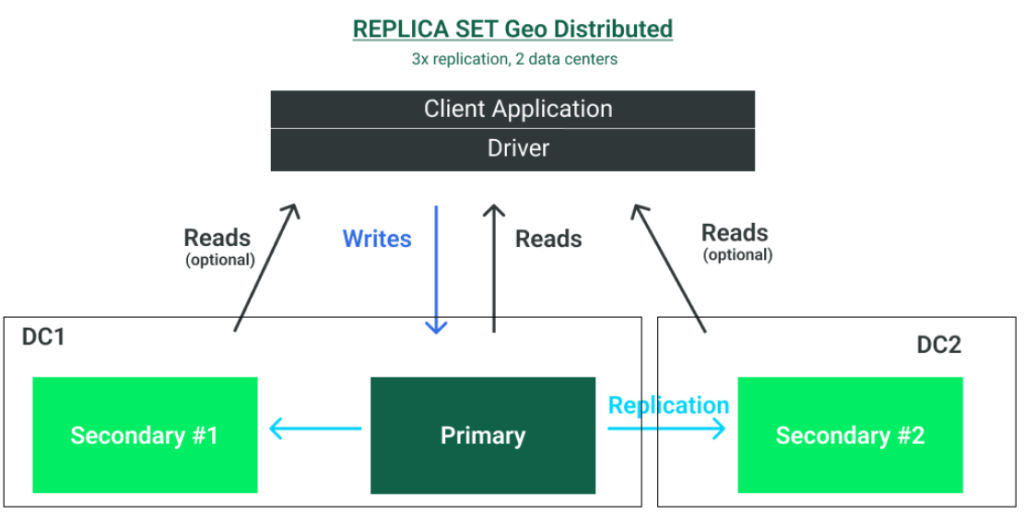 REPLICA SET Geo Distributed
3x replication, 2 data centers
Client Application
Driver
Reads
(optional)
Writes
Reads
Reads
(optional)
DC1
DC2
Replication
Secondary #1
Primary
Secondary #2